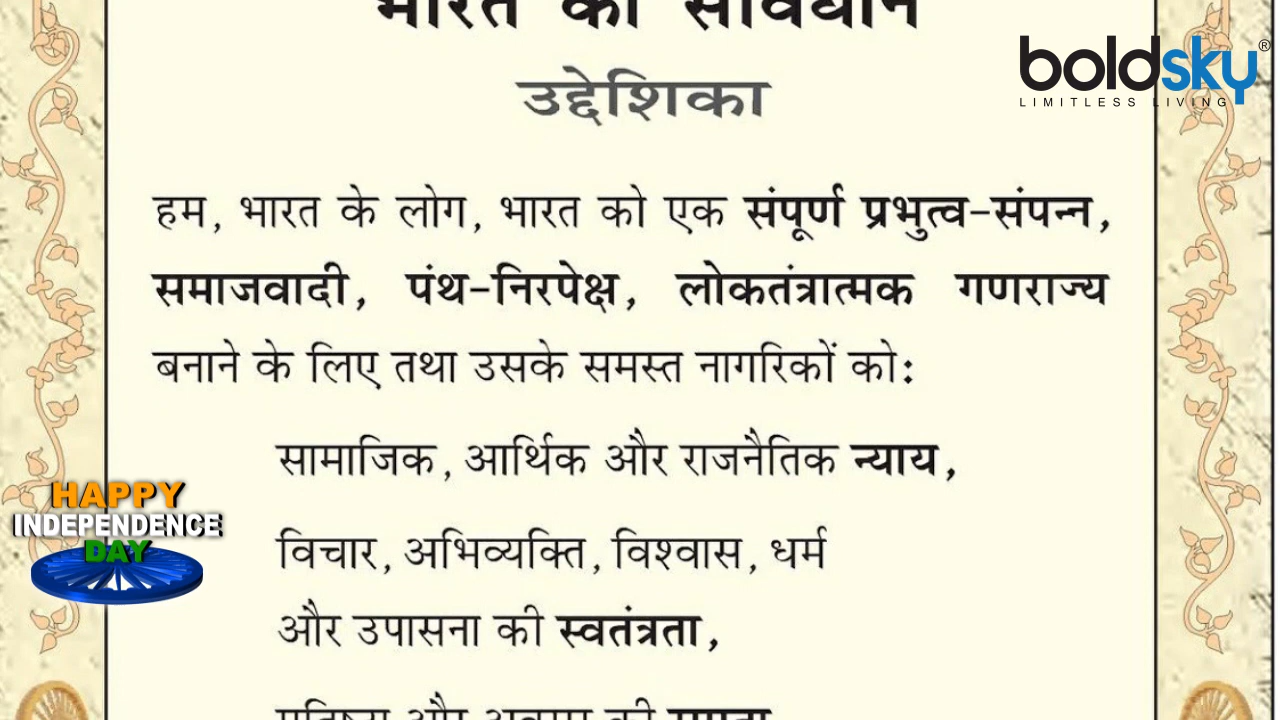 भारत का संविधान
boldsky®
LIMITLESS LIVING
उद्देशिका
हम, भारत के लोग, भारत को एक संपूर्ण प्रभुत्व-संपन्न,
समाजवादी, पंथ-निरपेक्ष, लोकतंत्रात्मक गणराज्य
बनाने के लिए तथा उसके समस्त नागरिकों को:
सामाजिक, आर्थिक और राजनैतिक न्याय,
HAPPY
INDEPENDENCE
DAY
विचार, अभिव्यक्ति, विश्वास, धर्म
और उपासना की स्वतंत्रता,